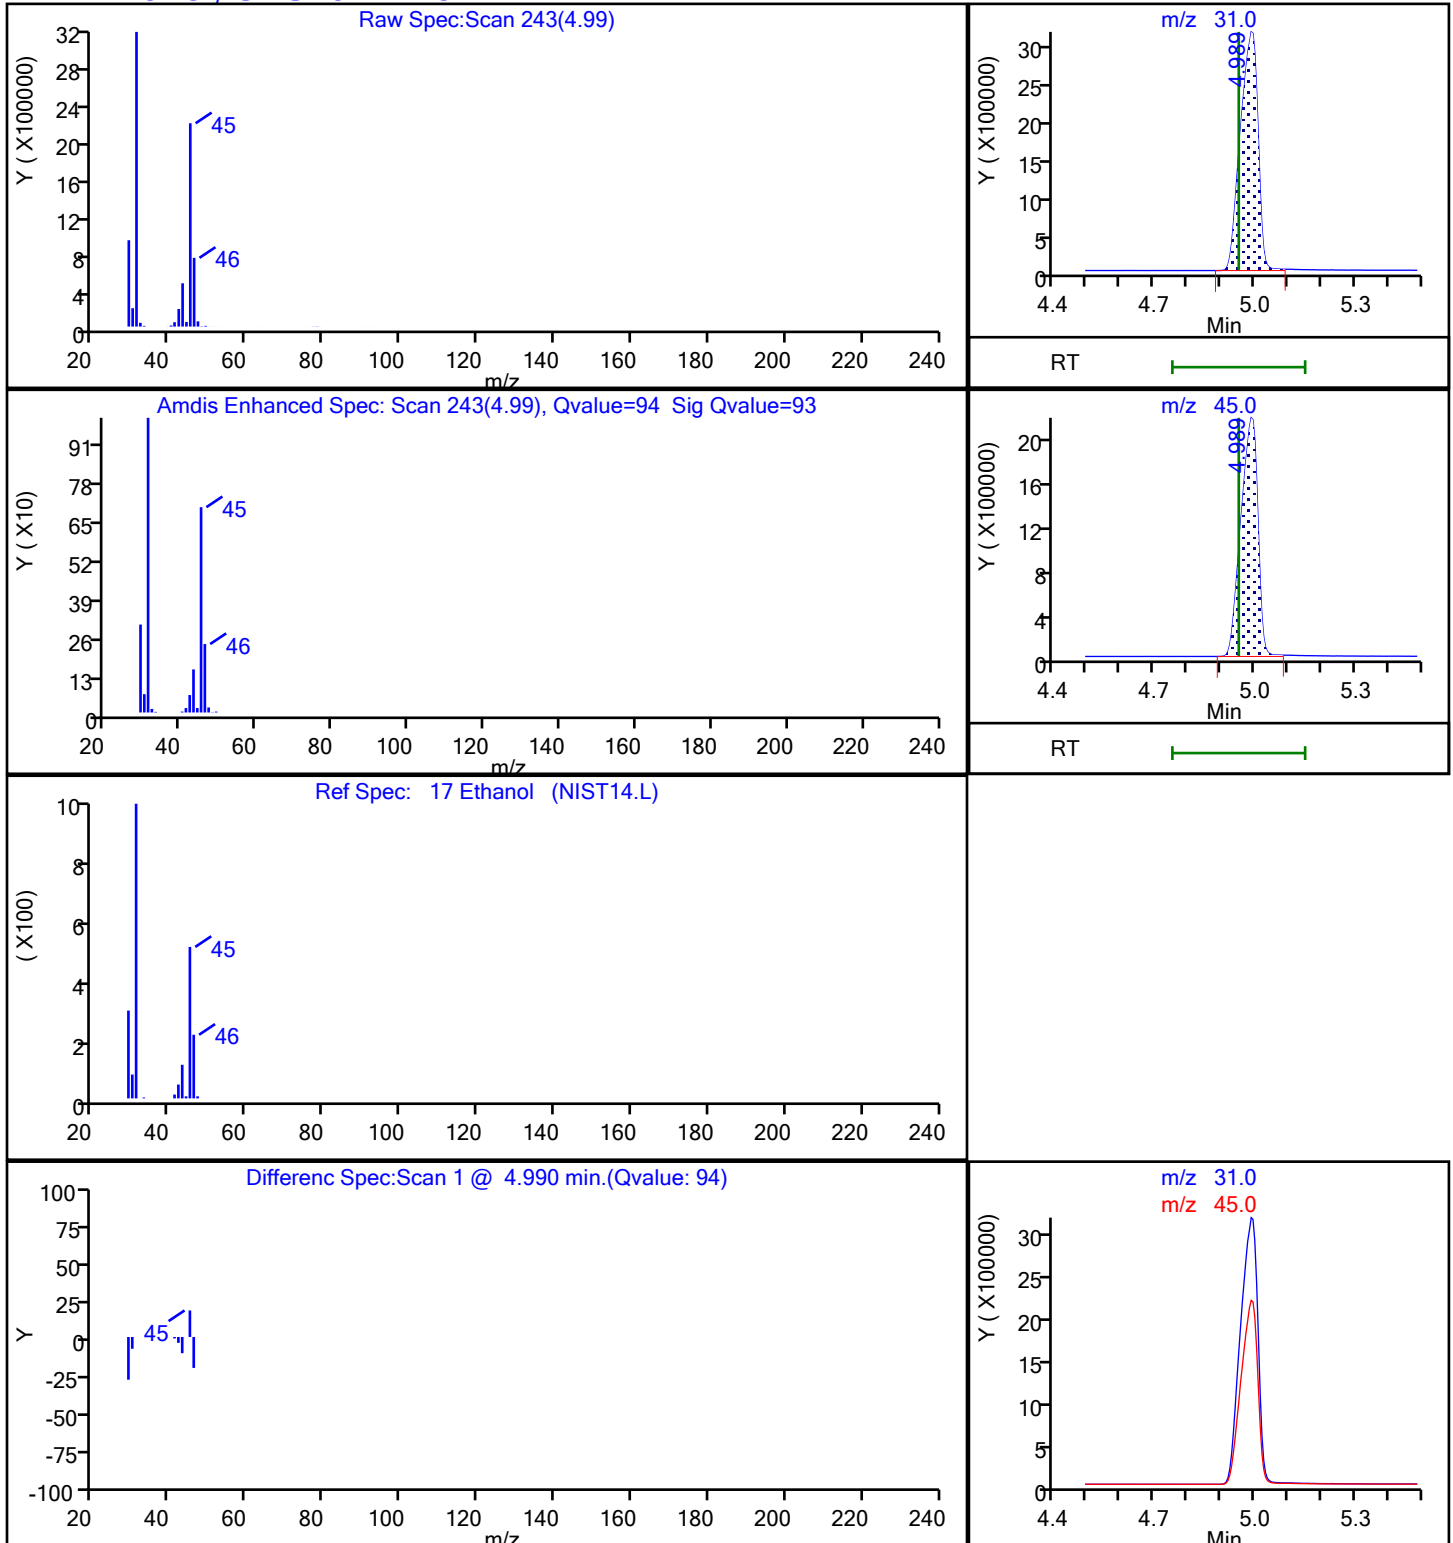 Raw Spec:Scan 243(4.99)
Y ( X100000)
32
28
24
20
16
12
8
4
0
45
46
20 40 60 80 100 120 140 160 180 200 220 240
m/z
m/z 31.0
4.989
Y ( X100000)
30
25
20
15
10
5
0
4.4 4.7 5.0 5.3
Min
RT
Amdis Enhanced Spec: Scan 243(4.99), Qvalue=94 Sig Qvalue=93
Y ( X10)
91
78
65
52
39
26
13
0
45
46
20 40 60 80 100 120 140 160 180 200 220 240
m/z
m/z 45.0
4.989
Y ( X100000)
20
16
12
8
4
0
4.4 4.7 5.0 5.3
Min
RT
Ref Spec: 17 Ethanol (NIST14.L)
( X100)
10
8
6
4
2
0
45
46
20 40 60 80 100 120 140 160 180 200 220 240
Differenc Spec:Scan 1 @ 4.990 min.(Qvalue: 94)
Y
100
75
50
25
0
-25
-50
-75
-100
45
20 40 60 80 100 120 140 160 180 200 220 240
m/z
m/z 31.0
m/z 45.0
Y ( X100000)
30
25
20
15
10
5
0
4.4 4.7 5.0 5.3
Min